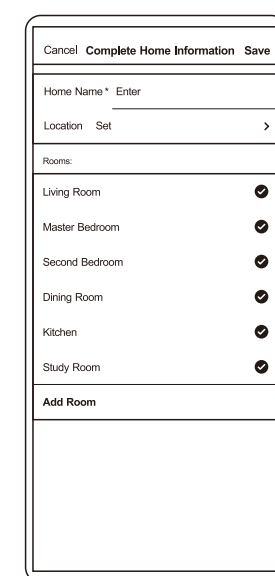 Cancel Complete Home Information Save
Home Name* Enter
Location Set
Rooms:
Living Room
Master Bedroom
Second Bedroom
Dining Room
Kitchen
Study Room
Add Room